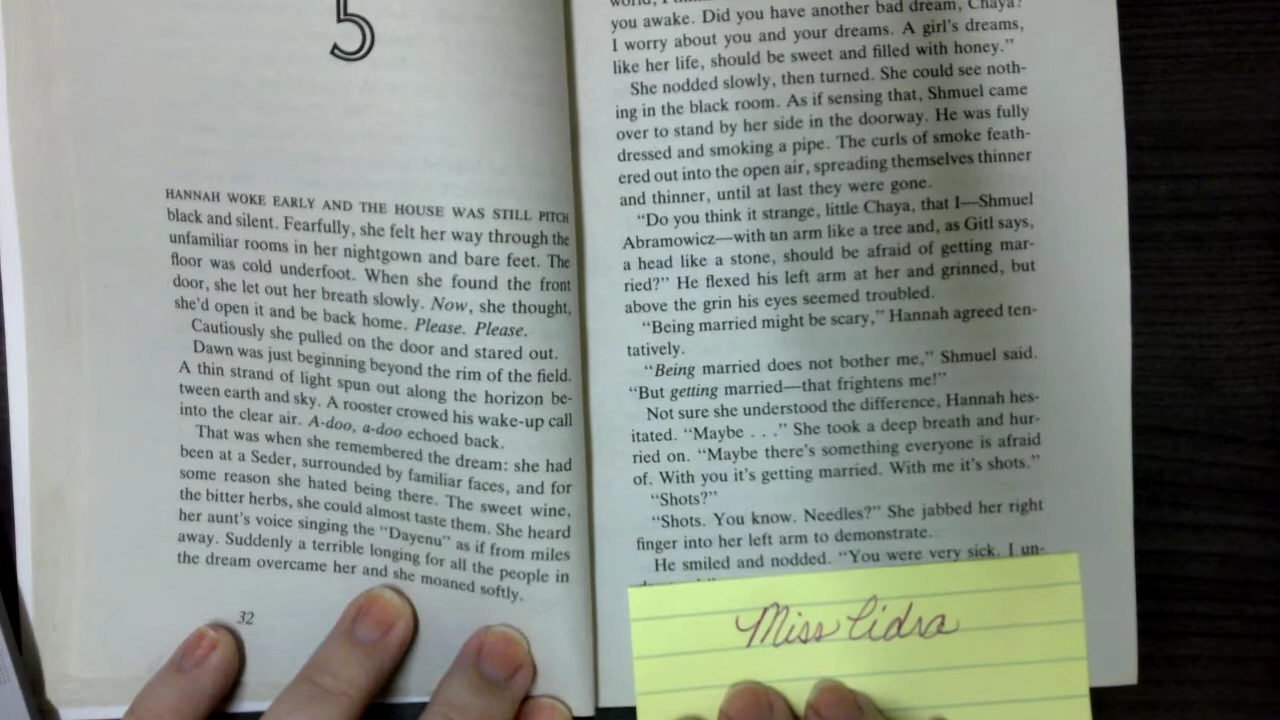 5
HANNAH WOKE EARLY AND THE HOUSE WAS STILL PITCH
black and silent. Fearfully, she felt her way through the
unfamiliar rooms in her nightgown and bare feet. The
floor was cold underfoot. When she found the front
door, she let out her breath slowly. Now, she thought,
she'd open it and be back home. Please. Please.
Cautiously she pulled on the door and stared out.
Dawn was just beginning beyond the rim of the field.
A thin strand of light spun out along the horizon be-
tween earth and sky. A rooster crowed his wake-up call
into the clear air. A-doo, a-doo echoed back.
That was when she remembered the dream: she had
been at a Seder, surrounded by familiar faces, and for
some reason she hated being there. The sweet wine,
the bitter herbs, she could almost taste them. She heard
her aunt's voice singing the "Dayenu" as if from miles
away. Suddenly a terrible longing for all the people in
the dream overcame her and she moaned softly.
32
you awake. Did you have another bad dream, Chaya?
I worry about you and your dreams. A girl's dreams,
like her life, should be sweet and filled with honey."
She nodded slowly, then turned. She could see noth-
ing in the black room. As if sensing that, Shmuel came
over to stand by her side in the doorway. He was fully
dressed and smoking a pipe. The curls of smoke feath-
ered out into the open air, spreading themselves thinner
and thinner, until at last they were gone.
"Do you think it strange, little Chaya, that I—Shmuel
Abramowicz—with an arm like a tree and, as Gitl says,
a head like a stone, should be afraid of getting mar-
ried?" He flexed his left arm at her and grinned, but
above the grin his eyes seemed troubled.
"Being married might be scary," Hannah agreed ten-
tatively.
"Being married does not bother me," Shmuel said.
"But getting married—that frightens me!"
Not sure she understood the difference, Hannah hes-
itated. "Maybe . . ." She took a deep breath and hur-
ried on. "Maybe there's something everyone is afraid
of. With you it's getting married. With me it's shots."
"Shots?"
"Shots. You know. Needles?" She jabbed her right
finger into her left arm to demonstrate.
He smiled and nodded. "You were very sick. I un-
Miss Lidra